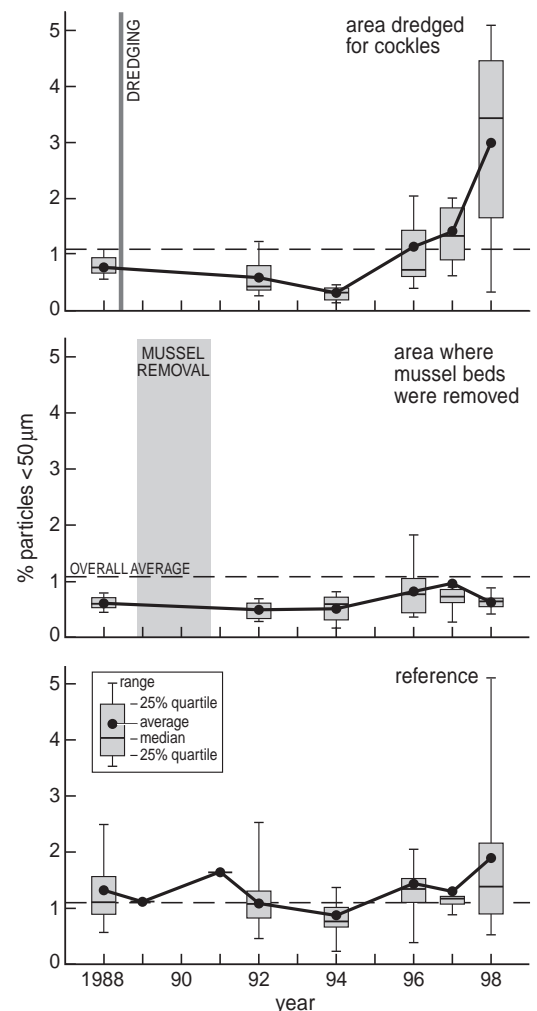 area dredged
for cockles
DREDGING
5
4
3
2
1
0
MUSSEL
REMOVAL
area where
mussel beds
were removed
5
4
3
2
1
0
OVERALL AVERAGE
% particles <50 µm
reference
range
25% quartile
average
median
25% quartile
5
4
3
2
1
0
1988 90 92 94 96 98
year